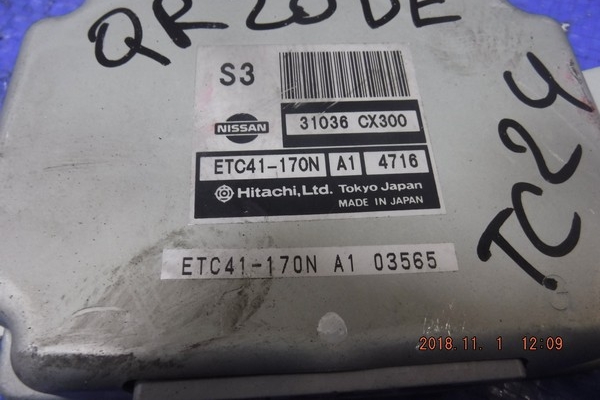 QR20DE
S3
NISSAN
31036 CX300
ETC41-170N A1 4716
Hitachi, Ltd. Tokyo Japan
MADE IN JAPAN
TC24
ETC41-170N A1 03565
2018.11. 1 12:09